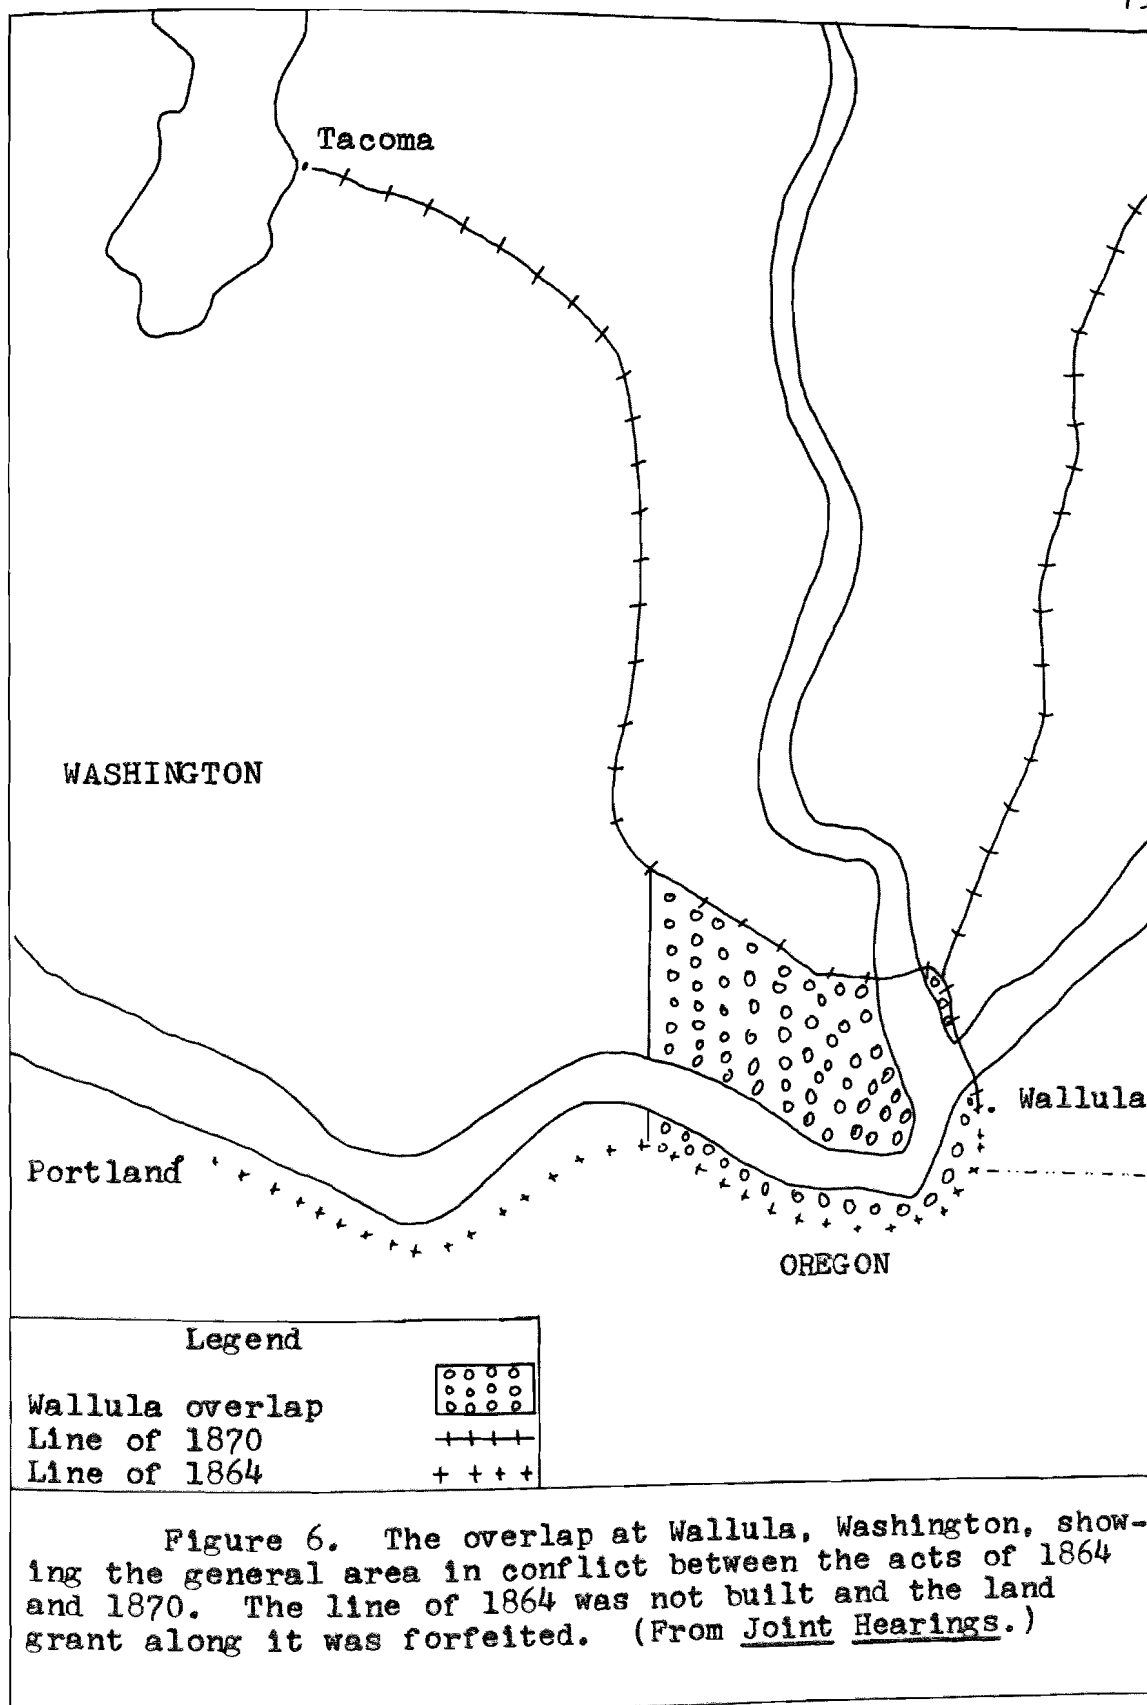 Tacoma
WASHINGTON
Wallula
Portland
OREGON
Legend
Wallula overlap
Line of 1870
Line of 1864
Figure 6. The overlap at Wallula, Washington, show-
ing the general area in conflict between the acts of 1864
and 1870. The line of 1864 was not built and the land
grant along it was forfeited. (From Joint Hearings.)